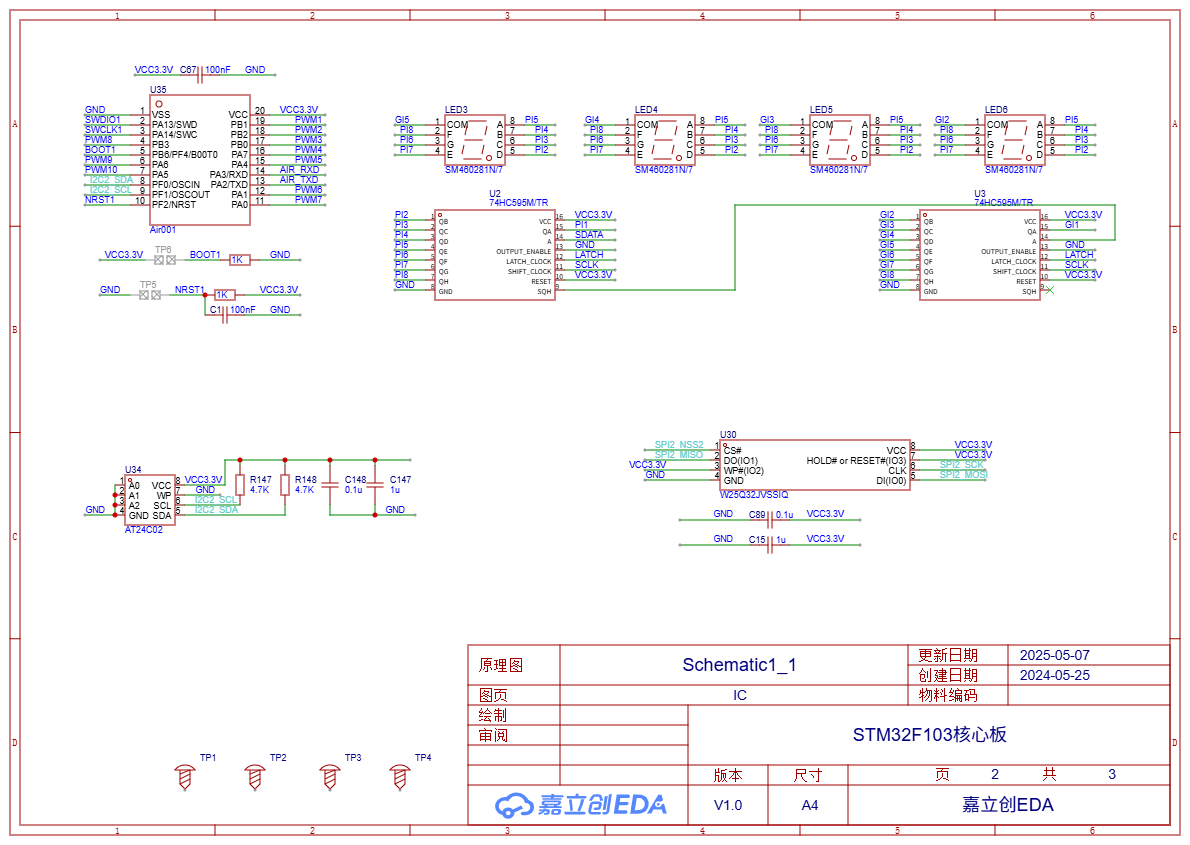 1 2 3 4 5 6
A A
B B
C C
D D
VCC3.3V C67 100nF GND
U35
GND 1 VSS VCC 20 VCC3.3V
SWDIO1 2 PA13/SWD PB1 19 PWM1
SWCLK1 3 PA14/SWC PB2 18 PWM2
PWM8 4 PB3 PB0 17 PWM3
BOOT1 5 PB6/PF4/B00T0 PA7 16 PWM4
PWM9 6 PA6 PA4 15 PWM5
PWM10 7 PA5 PA3/RXD 14 AIR_RXD
I2C2_SDA 8 PF0/OSCIN PA2/TXD 13 AIR_TXD
I2C2_SCL 9 PF1/OSCOUT PA1 12 PWM6
NRST1 10 PF2/NRST PA0 11 PWM7
Air001
VCC3.3V TP6 BOOT1 1K GND
GND TP5 NRST1 1K VCC3.3V
C1 100nF GND
LED3
GI5 1 COM A 8 PI5
PI8 2 F B 7 PI4
PI6 3 G C 6 PI3
PI7 4 E D 5 PI2
SM460281N/7
LED4
GI4 1 COM A 8 PI5
PI8 2 F B 7 PI4
PI6 3 G C 6 PI3
PI7 4 E D 5 PI2
SM460281N/7
LED5
GI3 1 COM A 8 PI5
PI8 2 F B 7 PI4
PI6 3 G C 6 PI3
PI7 4 E D 5 PI2
SM460281N/7
LED6
GI2 1 COM A 8 PI5
PI8 2 F B 7 PI4
PI6 3 G C 6 PI3
PI7 4 E D 5 PI2
SM460281N/7
U2
74HC595M/TR
PI2 1 QB VCC 16 VCC3.3V
PI3 2 QC QA 15 PI1
PI4 3 QD A 14 SDATA
PI5 4 QE OUTPUT_ENABLE 13 GND
PI6 5 QF LATCH_CLOCK 12 LATCH
PI7 6 QG SHIFT_CLOCK 11 SCLK
PI8 7 QH RESET 10 VCC3.3V
GND 8 GND SQH 9
U3
74HC595M/TR
GI2 1 QB VCC 16 VCC3.3V
GI3 2 QC QA 15 GI1
GI4 3 QD A 14
GI5 4 QE OUTPUT_ENABLE 13 GND
GI6 5 QF LATCH_CLOCK 12 LATCH
GI7 6 QG SHIFT_CLOCK 11 SCLK
GI8 7 QH RESET 10 VCC3.3V
GND 8 GND SQH 9
U34
1 A0 VCC 8 VCC3.3V
2 A1 WP 7 GND
3 A2 SCL 6 I2C2_SCL
GND 4 GND SDA 5 I2C2_SDA
AT24C02
R147 4.7K
R148 4.7K
C148 0.1u
C147 1u
GND
U30
SPI2_NSS2 1 CS# VCC 8 VCC3.3V
SPI2_MISO 2 DO(IO1) HOLD# or RESET#(IO3) 7 VCC3.3V
VCC3.3V 3 WP#(IO2) CLK 6 SPI2_SCK
GND 4 GND DI(IO0) 5 SPI2_MOSI
W25Q32JVSSIQ
GND C89 0.1u VCC3.3V
GND C15 1u VCC3.3V
TP1 TP2 TP3 TP4
原理图 Schematic1_1 更新日期 2025-05-07
创建日期 2024-05-25
图页 IC 物料编码
绘制
审阅
STM32F103核心板
版本 尺寸 页 2 共 3
嘉立创EDA V1.0 A4 嘉立创EDA
1 2 3 4 5 6